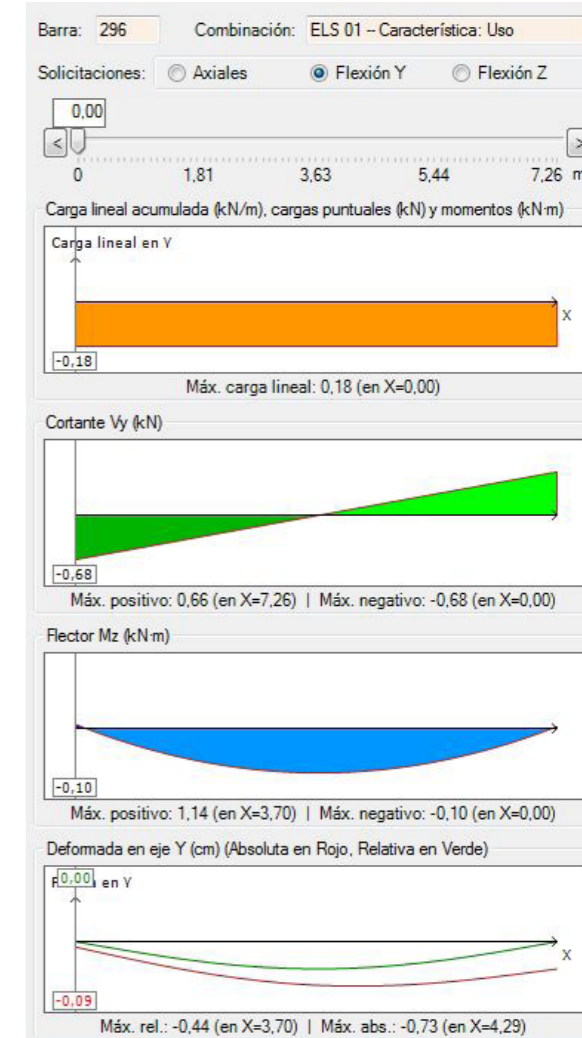 Barra: 296 Combinación: ELS 01 -- Característica: Uso
Solicitaciones: Axiales Flexión Y Flexión Z
0,00
< >
0 1,81 3,63 5,44 7,26 m
Carga lineal acumulada (kN/m), cargas puntuales (kN) y momentos (kN·m)
Carga lineal en Y
X
-0,18
Máx. carga lineal: 0,18 (en X=0,00)
Cortante Vy (kN)
-0,68
Máx. positivo: 0,66 (en X=7,26) | Máx. negativo: -0,68 (en X=0,00)
Flector Mz (kN·m)
-0,10
Máx. positivo: 1,14 (en X=3,70) | Máx. negativo: -0,10 (en X=0,00)
Deformada en eje Y (cm) (Absoluta en Rojo, Relativa en Verde)
0,00 en Y
X
-0,09
Máx. rel.: -0,44 (en X=3,70) | Máx. abs.: -0,73 (en X=4,29)